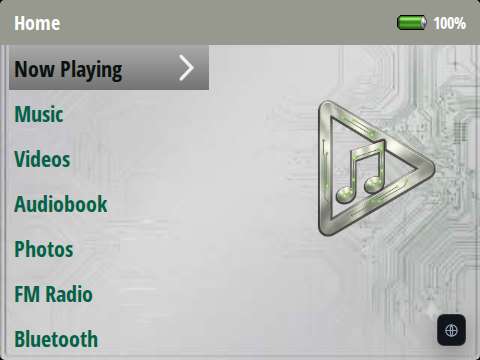 Home
100%
Now Playing
Music
Videos
Audiobook
Photos
FM Radio
Bluetooth